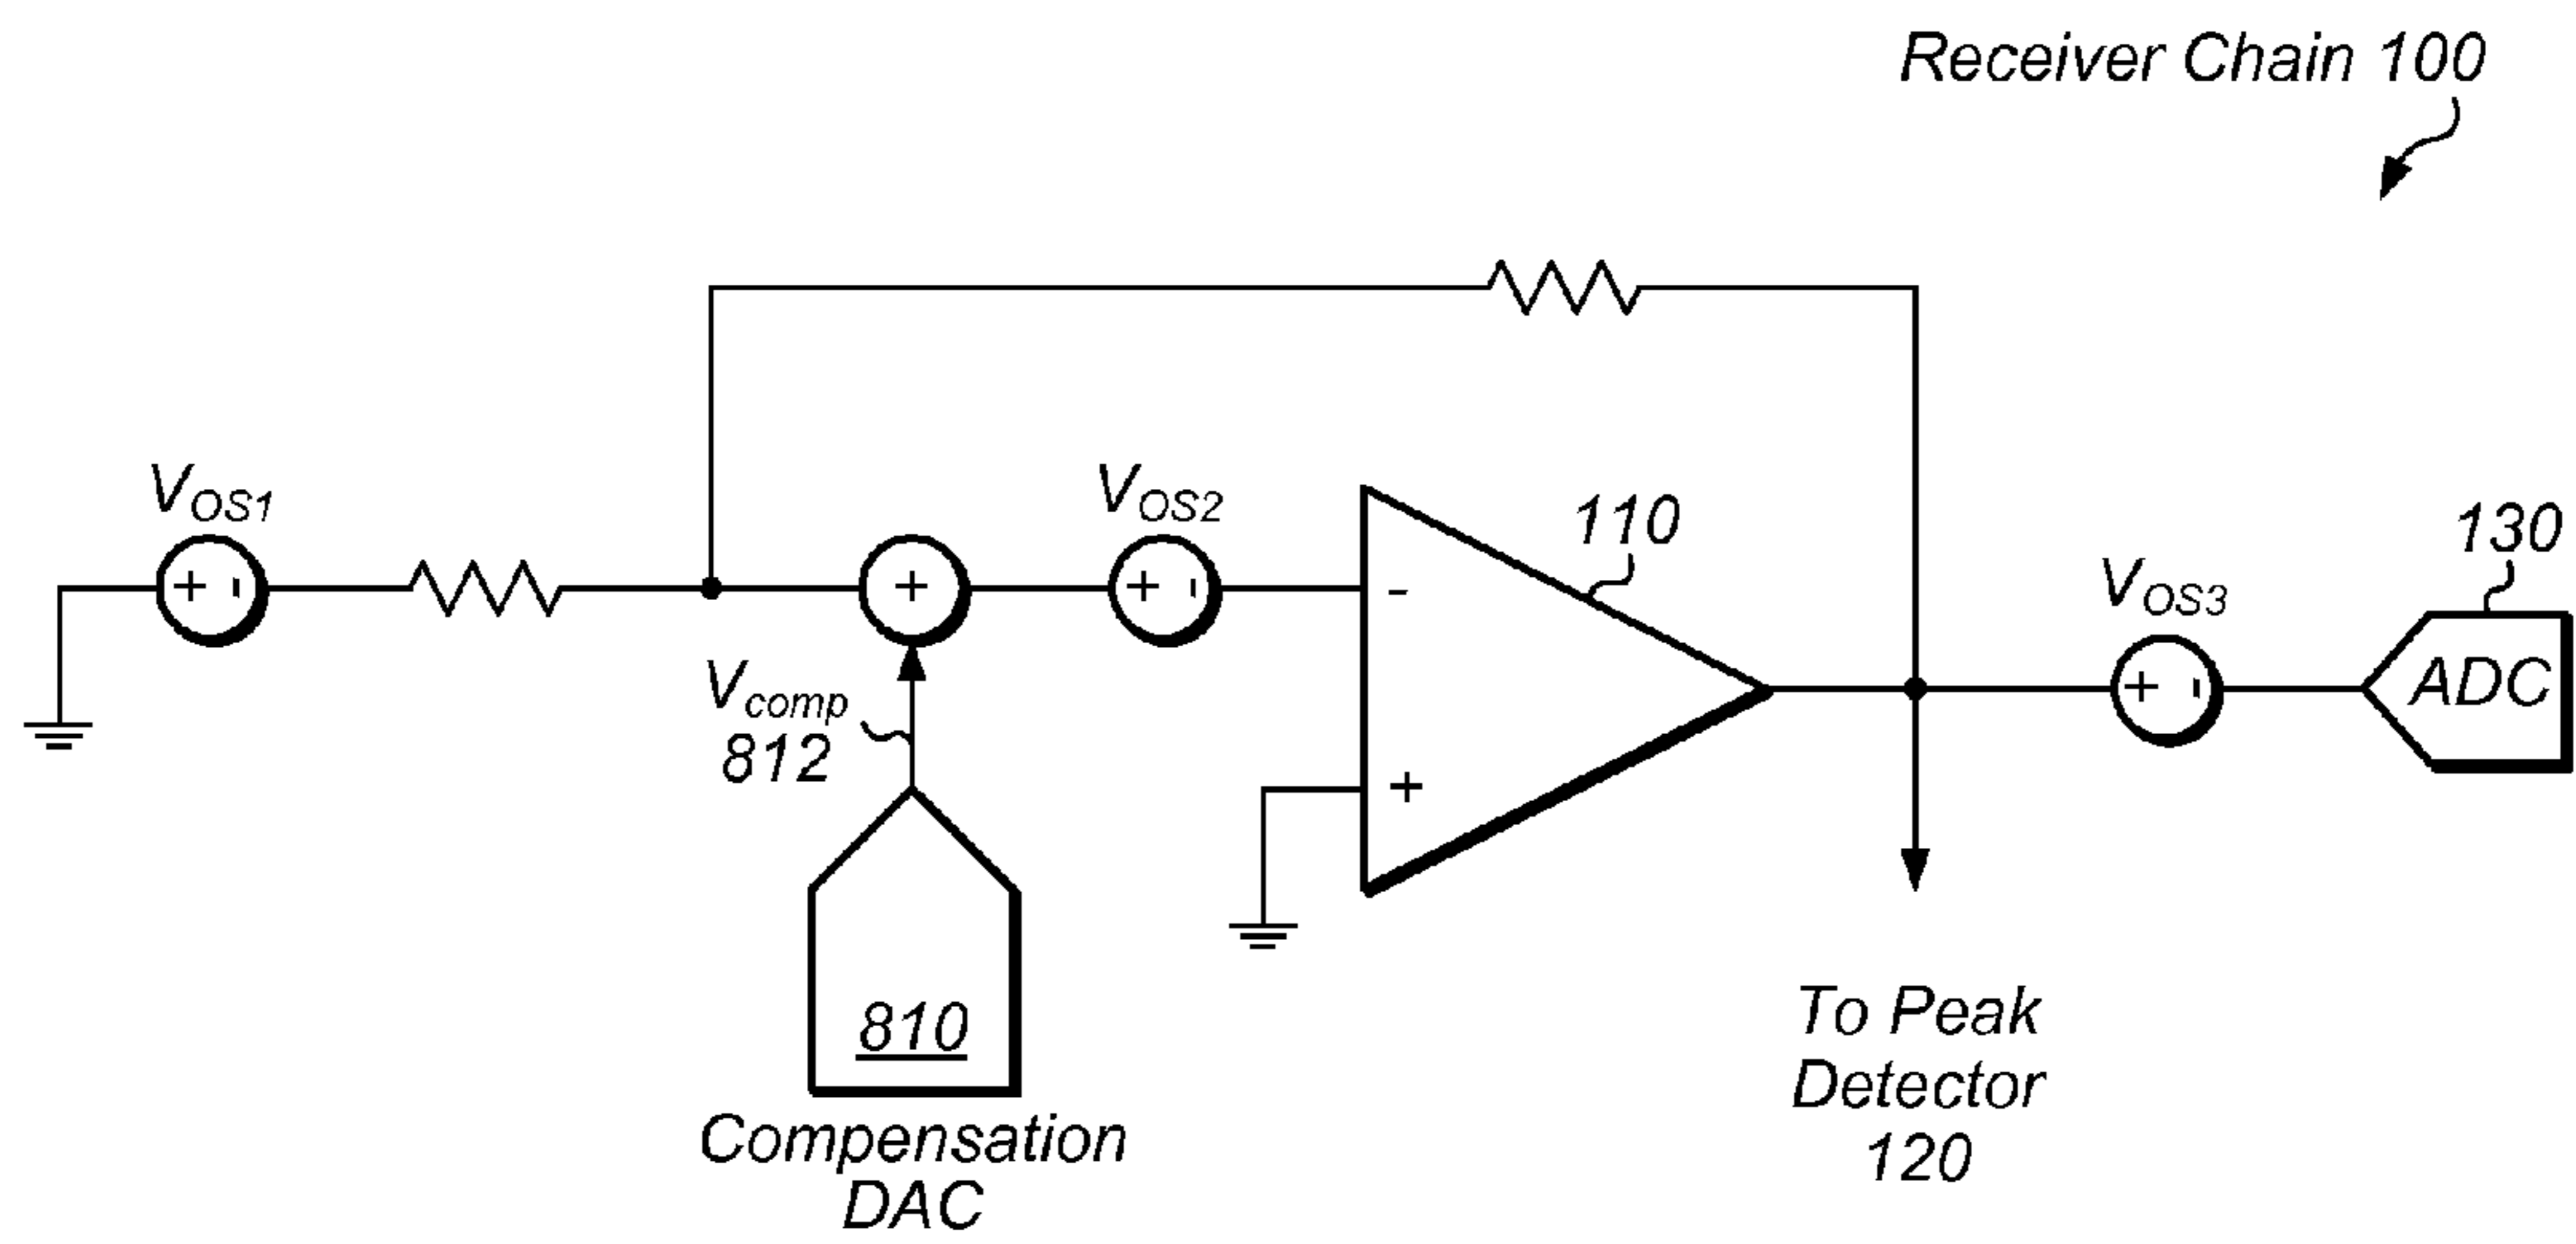 Receiver Chain 100
VOS1
+ -
+
VOS2
+ -
110
-
+
VOS3
+ -
130
ADC
Vcomp
812
810
Compensation
DAC
To Peak
Detector
120